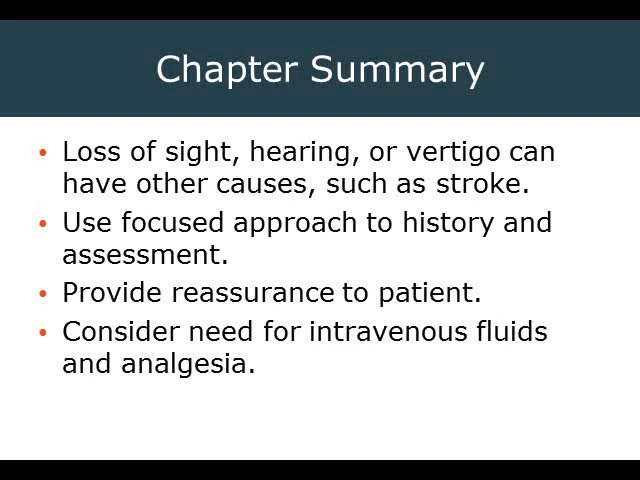 Chapter Summary
• Loss of sight, hearing, or vertigo can
have other causes, such as stroke.
• Use focused approach to history and
assessment.
• Provide reassurance to patient.
• Consider need for intravenous fluids
and analgesia.